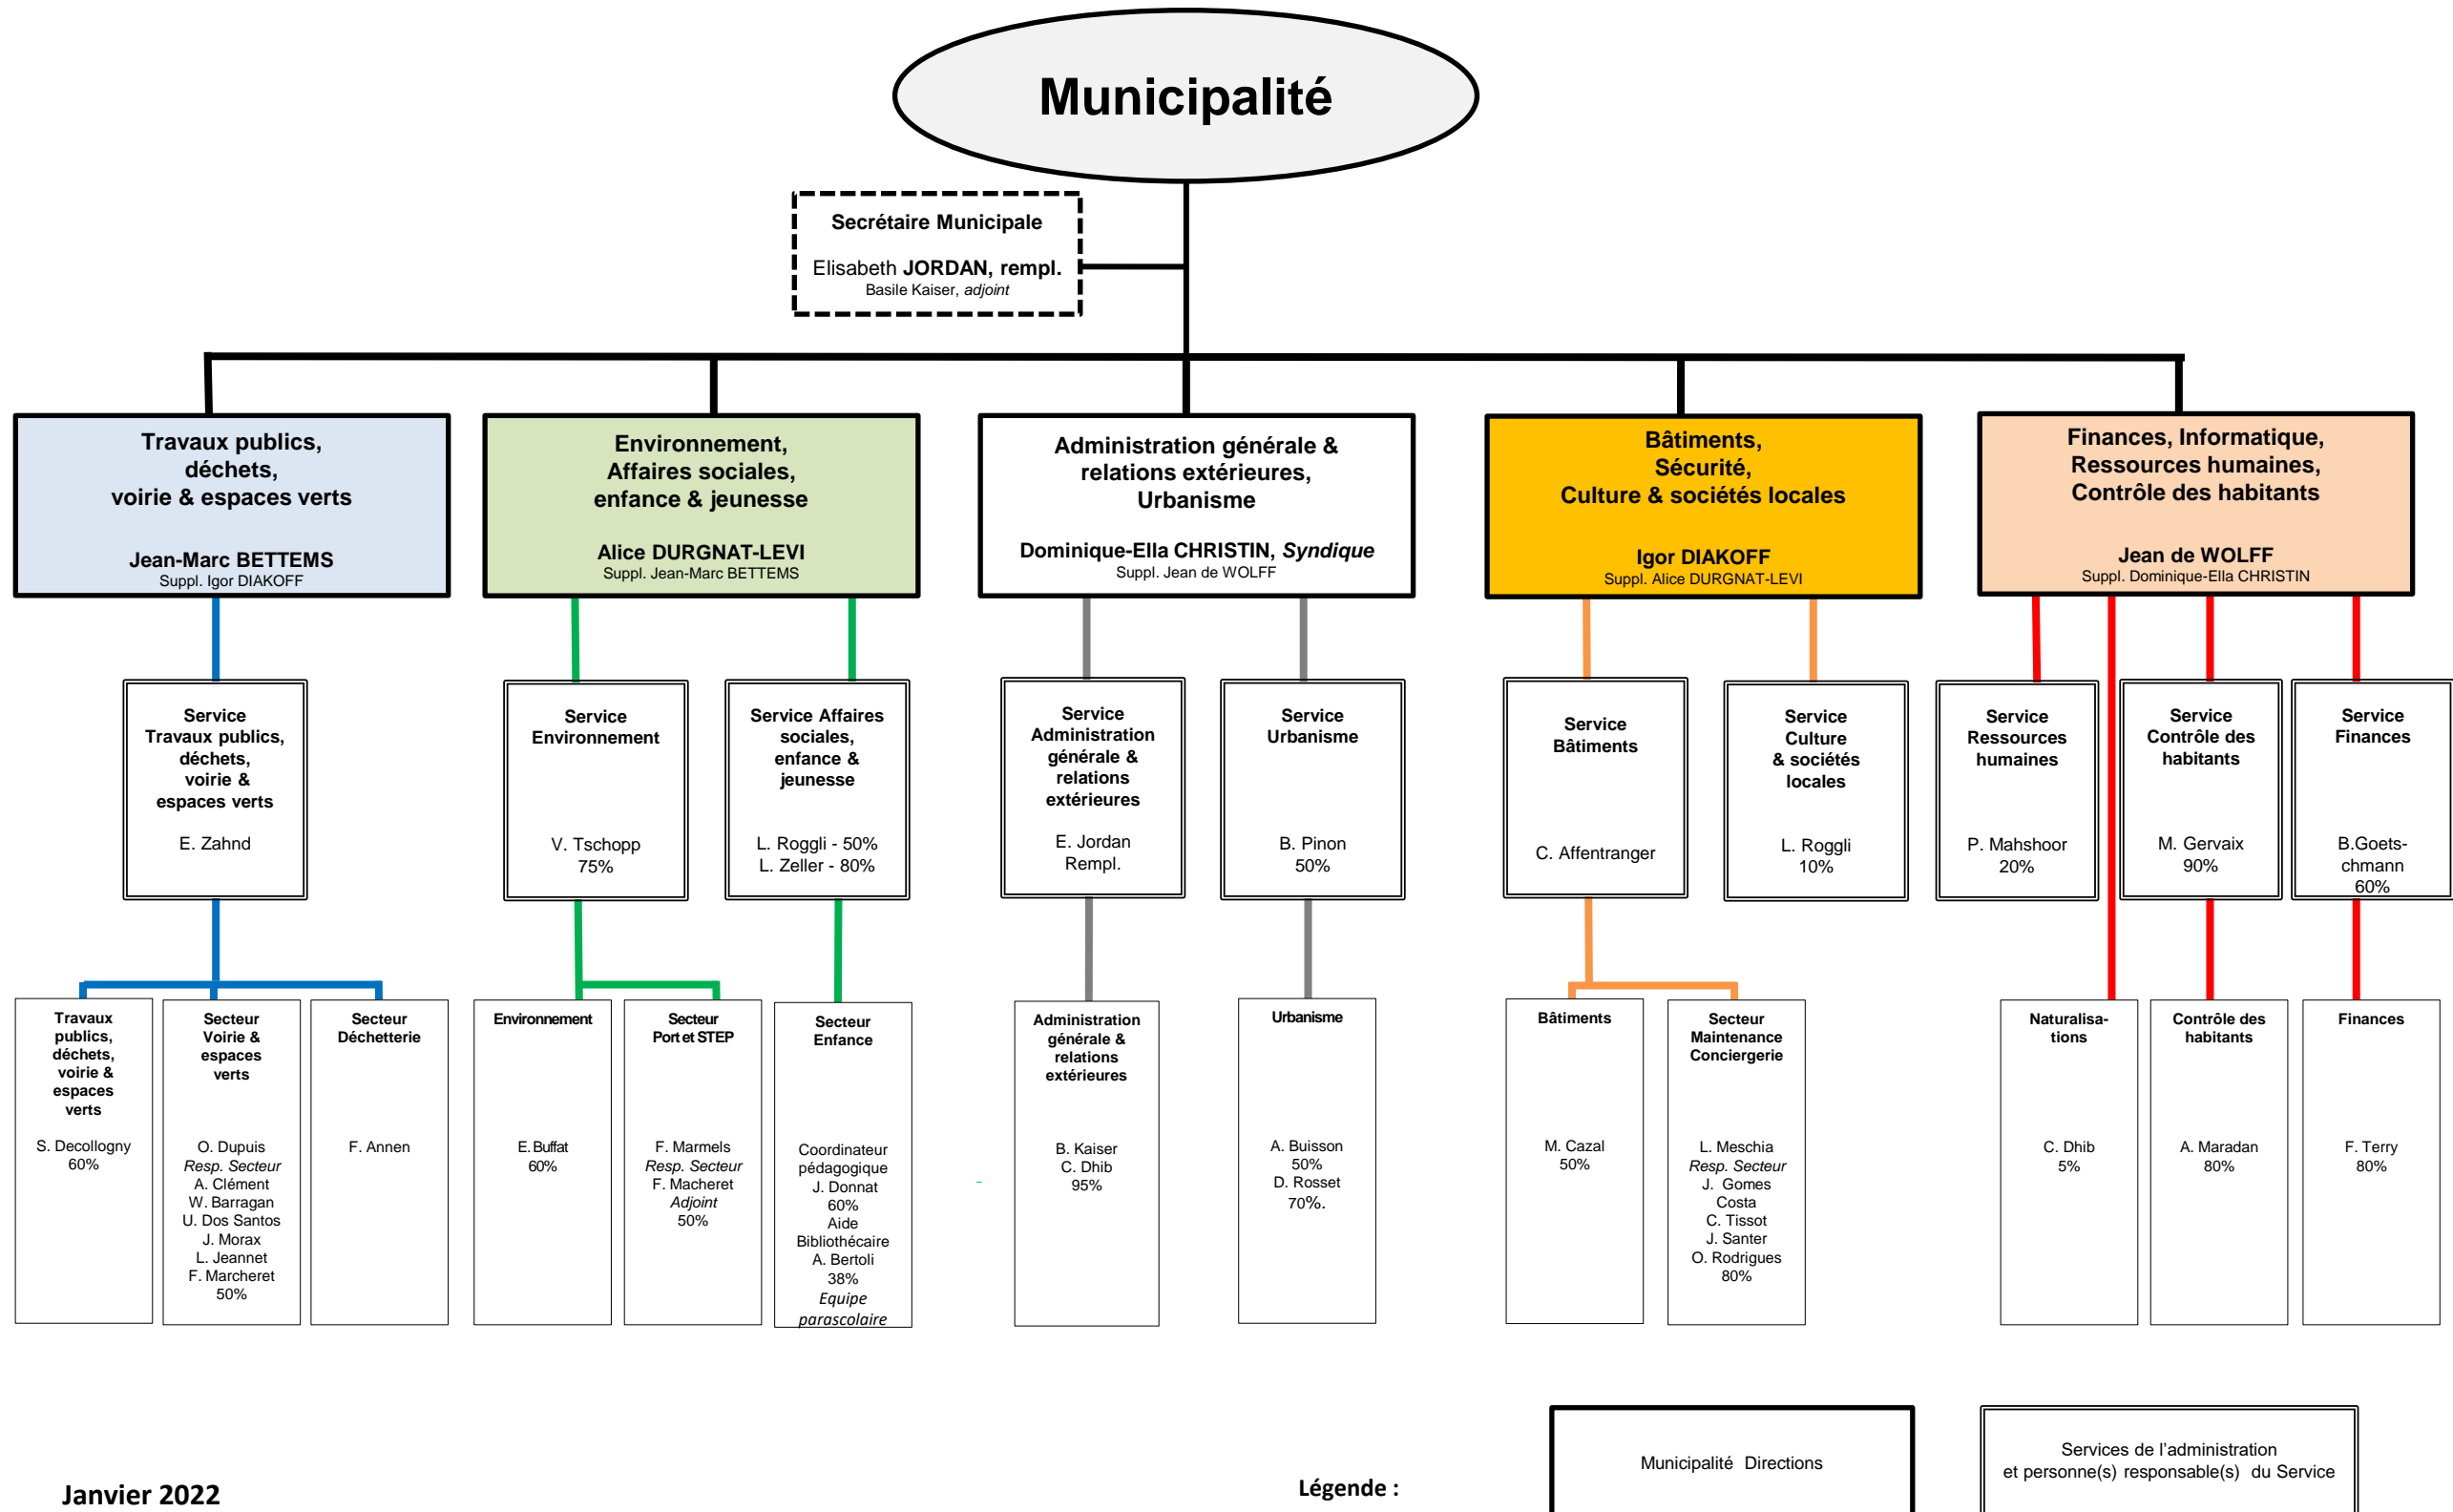 Municipalité
Secrétaire Municipale
Elisabeth JORDAN, rempl.
Basile Kaiser, adjoint
Travaux publics,
déchets,
voirie & espaces verts
Jean-Marc BETTEMS
Suppl. Igor DIAKOFF
Environnement,
Affaires sociales,
enfance & jeunesse
Alice DURGNAT-LEVI
Suppl. Jean-Marc BETTEMS
Administration générale &
relations extérieures,
Urbanisme
Dominique-Ella CHRISTIN, Syndique
Suppl. Jean de WOLFF
Bâtiments,
Sécurité,
Culture & sociétés locales
Igor DIAKOFF
Suppl. Alice DURGNAT-LEVI
Finances, Informatique,
Ressources humaines,
Contrôle des habitants
Jean de WOLFF
Suppl. Dominique-Ella CHRISTIN
Service
Travaux publics,
déchets,
voirie &
espaces verts
E. Zahnd
Service
Environnement
V. Tschopp
75%
Service Affaires
sociales,
enfance &
jeunesse
L. Roggli - 50%
L. Zeller - 80%
Service
Administration
générale &
relations
extérieures
E. Jordan
Rempl.
Service
Urbanisme
B. Pinon
50%
Service
Bâtiments
C. Affentranger
Service
Culture
& sociétés
locales
L. Roggli
10%
Service
Ressources
humaines
P. Mahshoor
20%
Service
Contrôle des
habitants
M. Gervaix
90%
Service
Finances
B.Goets-
chmann
60%
Travaux
publics,
déchets,
voirie &
espaces
verts
S. Decollogny
60%
Secteur
Voirie &
espaces
verts
O. Dupuis
Resp. Secteur
A. Clément
W. Barragan
U. Dos Santos
J. Morax
L. Jeannet
F. Marcheret
50%
Secteur
Déchetterie
F. Annen
Environnement
E. Buffat
60%
Secteur
Port et STEP
F. Marmels
Resp. Secteur
F. Macheret
Adjoint
50%
Secteur
Enfance
Coordinateur
pédagogique
J. Donnat
60%
Aide
Bibliothécaire
A. Bertoli
38%
Equipe
parascolaire
Administration
générale &
relations
extérieures
B. Kaiser
C. Dhib
95%
Urbanisme
A. Buisson
50%
D. Rosset
70%.
Bâtiments
M. Cazal
50%
Secteur
Maintenance
Conciergerie
L. Meschia
Resp. Secteur
J. Gomes
Costa
C. Tissot
J. Santer
O. Rodrigues
80%
Naturalisa-
tions
C. Dhib
5%
Contrôle des
habitants
A. Maradan
80%
Finances
F. Terry
80%
Janvier 2022
Légende :
Municipalité Directions
Services de l'administration
et personne(s) responsable(s) du Service